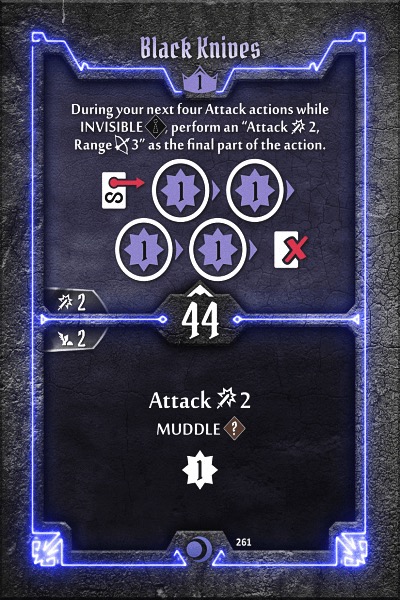 Black Knives
1
During your next four Attack actions while
INVISIBLE, perform an “Attack 2,
Range 3” as the final part of the action.
1 1
1 1
2
44
2
Attack 2
MUDDLE ?
1
261